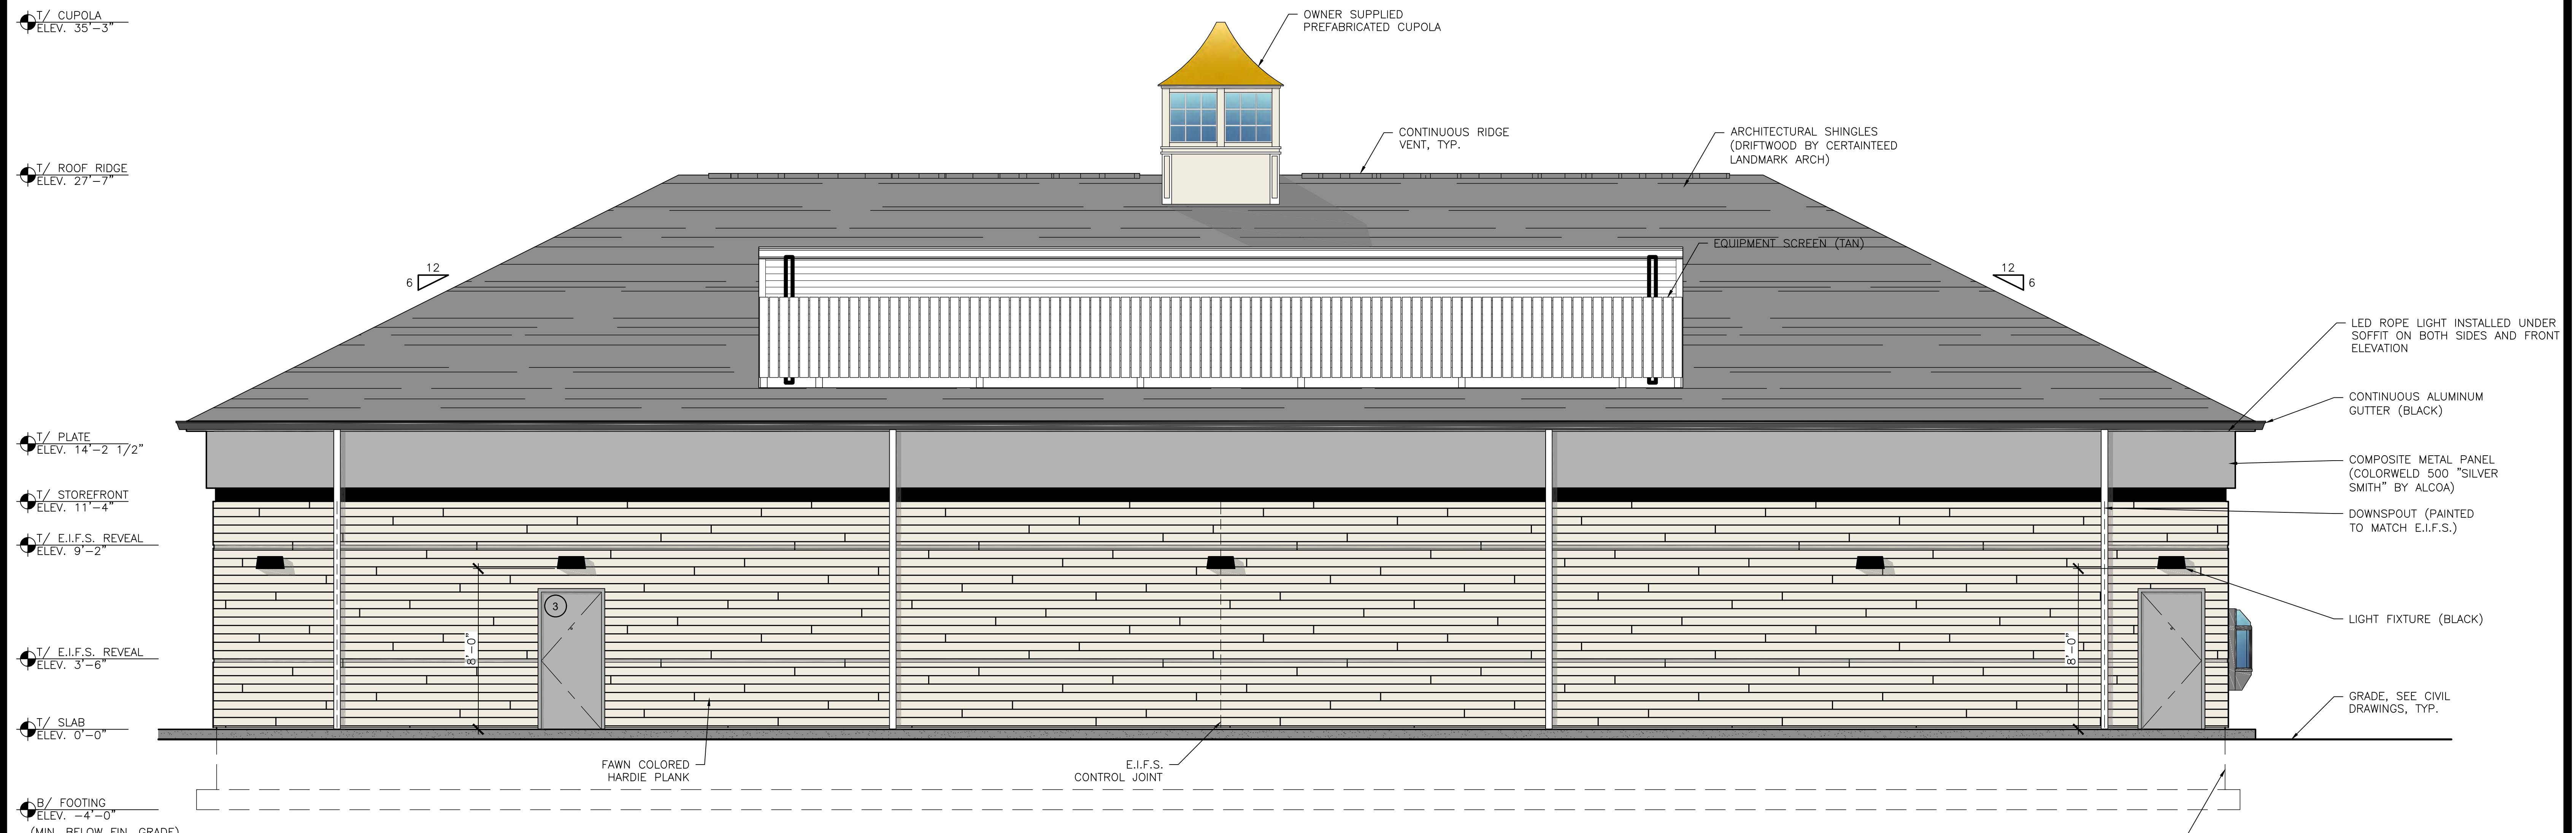 T/ CUPOLA
ELEV. 35'-3"
OWNER SUPPLIED
PREFABRICATED CUPOLA
CONTINUOUS RIDGE
VENT, TYP.
ARCHITECTURAL SHINGLES
(DRIFTWOOD BY CERTAINTEED
LANDMARK ARCH)
T/ ROOF RIDGE
ELEV. 27'-7"
EQUIPMENT SCREEN (TAN)
12
6
12
6
LED ROPE LIGHT INSTALLED UNDER
SOFFIT ON BOTH SIDES AND FRONT
ELEVATION
CONTINUOUS ALUMINUM
GUTTER (BLACK)
T/ PLATE
ELEV. 14'-2 1/2"
COMPOSITE METAL PANEL
(COLORWELD 500 "SILVER
SMITH" BY ALCOA)
T/ STOREFRONT
ELEV. 11'-4"
DOWNSPOUT (PAINTED
TO MATCH E.I.F.S.)
T/ E.I.F.S. REVEAL
ELEV. 9'-2"
3
8'-0"
8'-0"
LIGHT FIXTURE (BLACK)
T/ E.I.F.S. REVEAL
ELEV. 3'-6"
GRADE, SEE CIVIL
DRAWINGS, TYP.
T/ SLAB
ELEV. 0'-0"
FAWN COLORED
HARDIE PLANK
E.I.F.S.
CONTROL JOINT
B/ FOOTING
ELEV. -4'-0"
(MIN. BELOW FIN. GRADE)